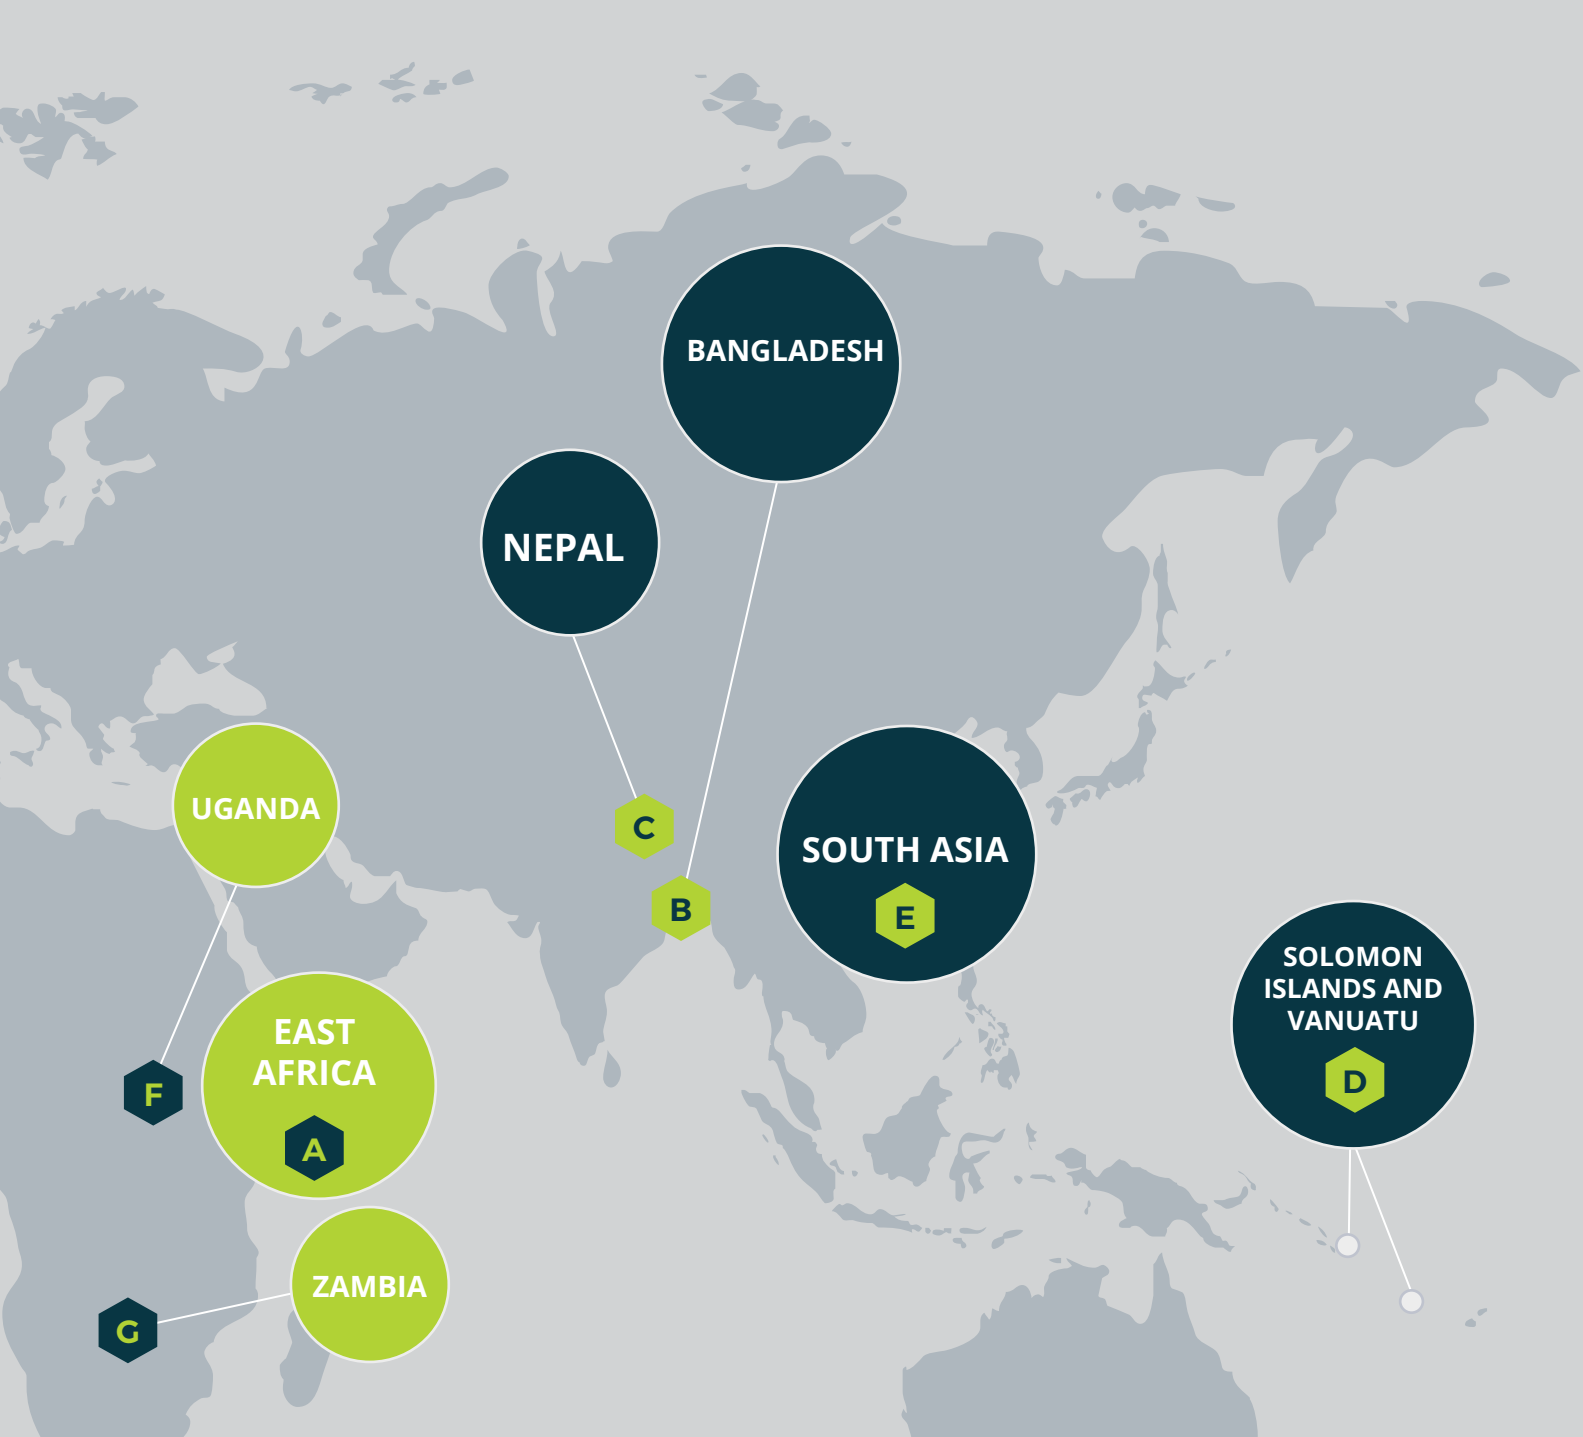 BANGLADESH
NEPAL
UGANDA
C
SOUTH ASIA
B
E
SOLOMON
ISLANDS AND
VANUATU
D
EAST
AFRICA
F
A
ZAMBIA
G